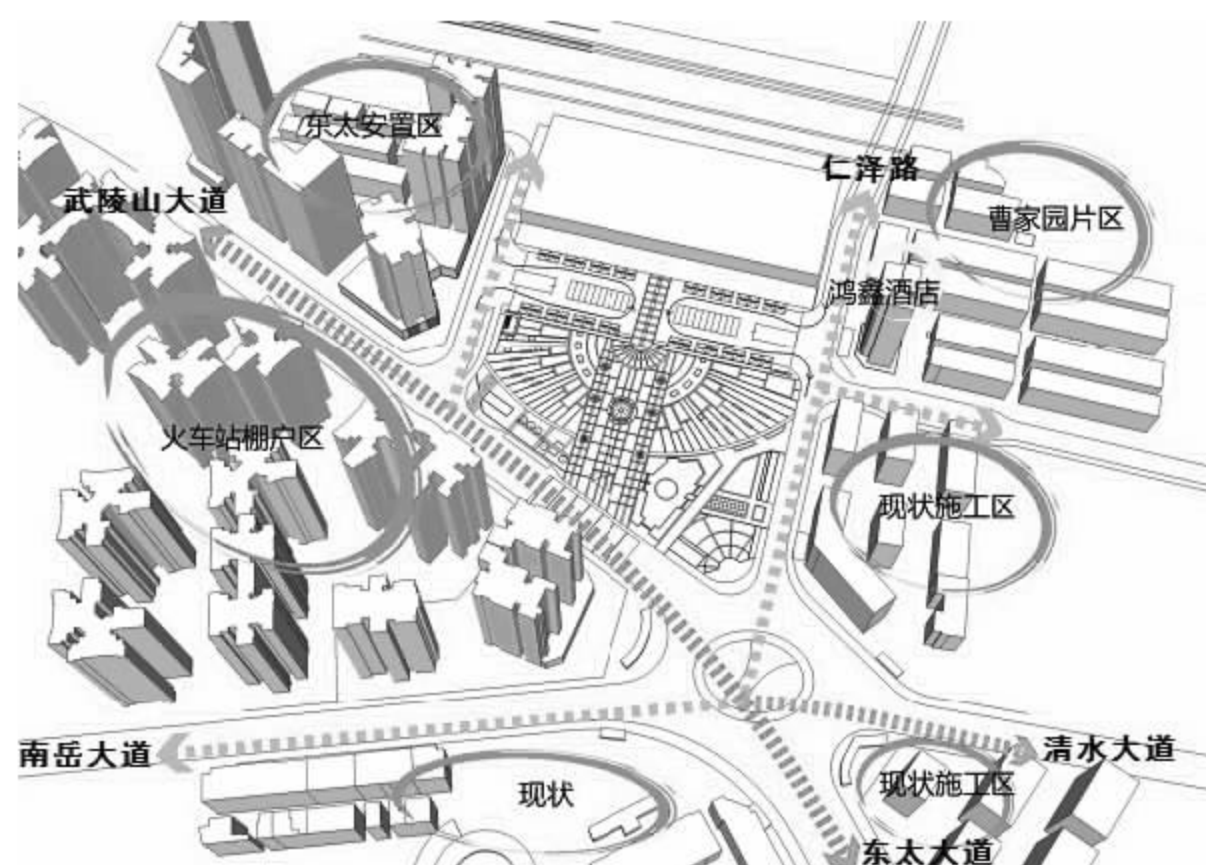 东太安置区
仁泽路
武陵山大道
曹家园片区
鸿鑫酒店
火车站棚户区
现状施工区
南岳大道
清水大道
现状
现状施工区
东太大道